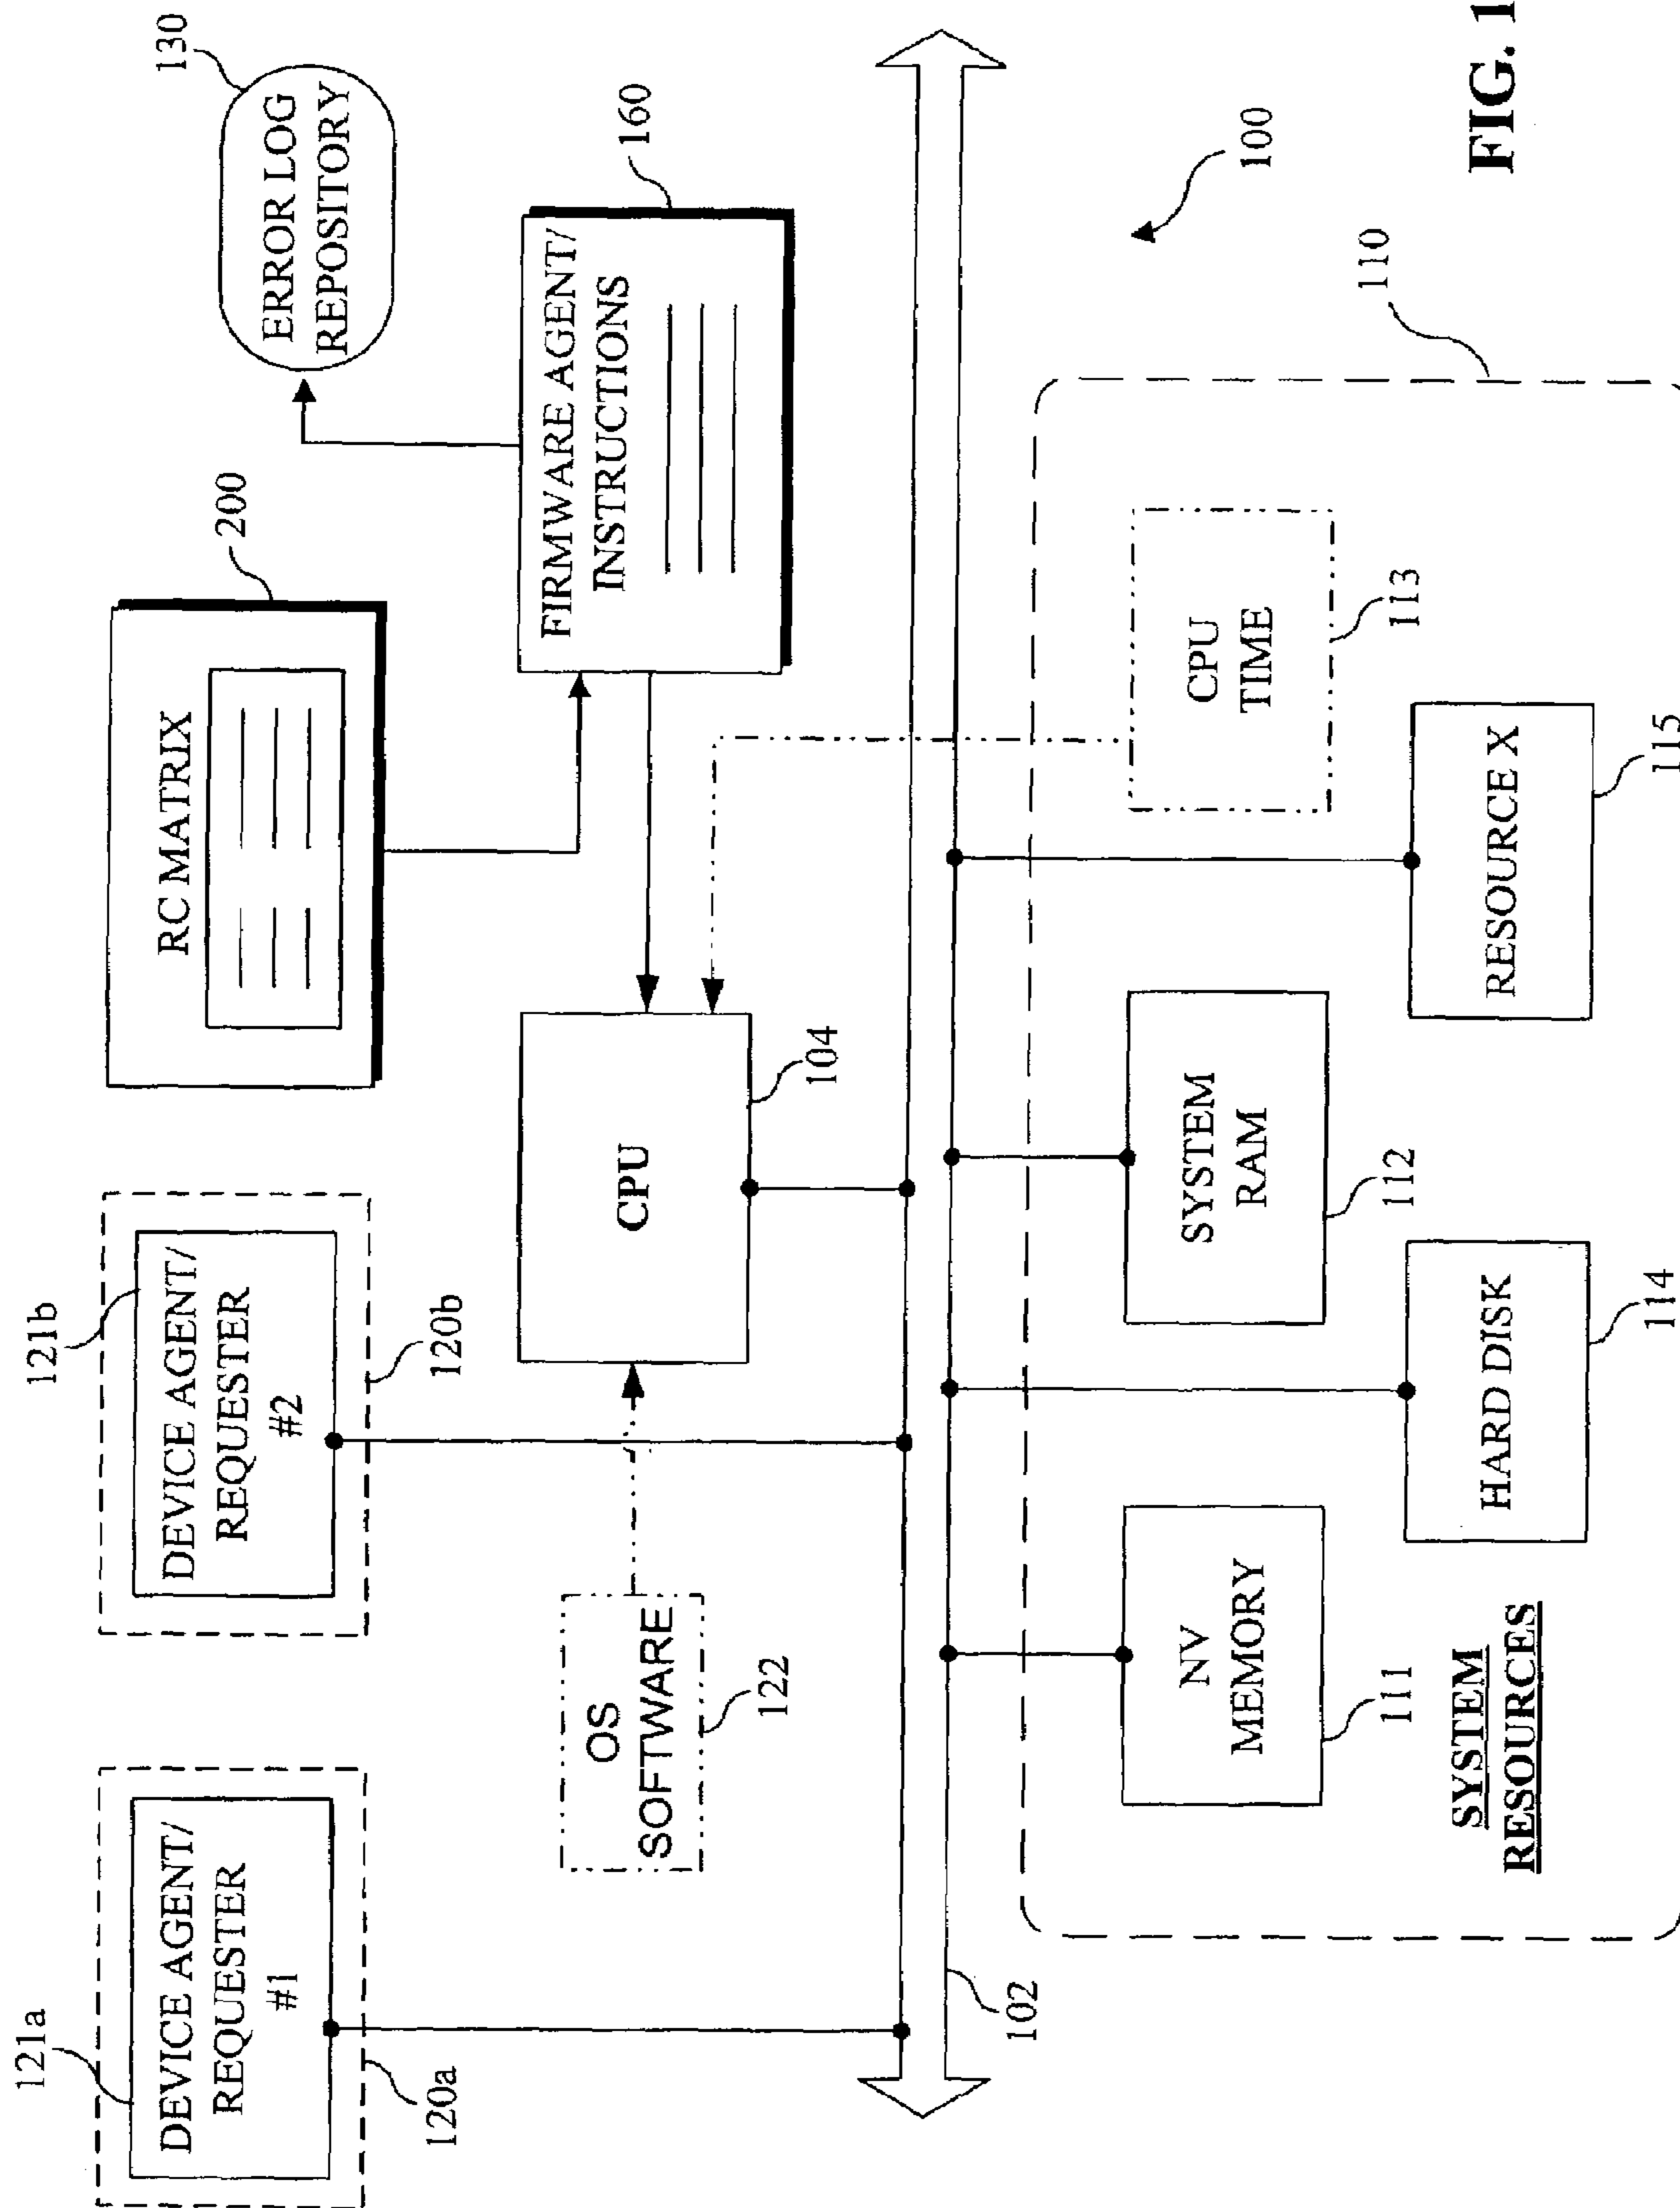 121a
DEVICE AGENT/
REQUESTER
#1
120a
121b
DEVICE AGENT/
REQUESTER
#2
120b
RC MATRIX
200
ERROR LOG
REPOSITORY
130
OS
SOFTWARE
122
CPU
104
FIRMWARE AGENT/
INSTRUCTIONS
160
102
100
110
NV
MEMORY
111
SYSTEM
RAM
112
CPU
TIME
113
HARD DISK
114
RESOURCE X
115
SYSTEM
RESOURCES
FIG. 1